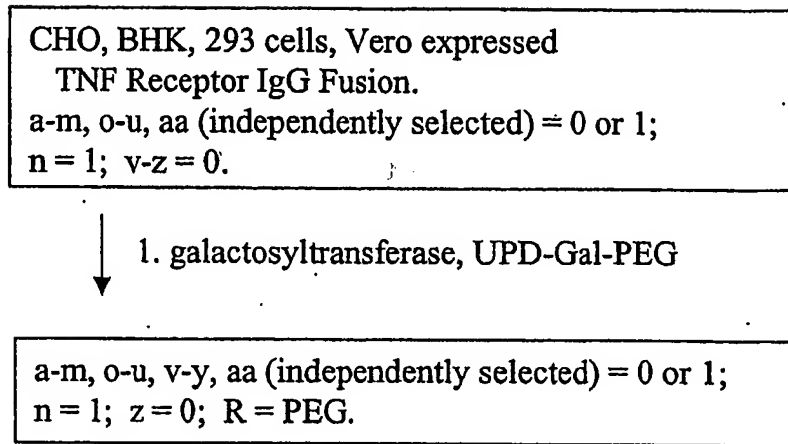 CHO, BHK, 293 cells, Vero expressed
TNF Receptor IgG Fusion.
a-m, o-u, aa (independently selected) = 0 or 1;
n = 1; v-z = 0.
1. galactosyltransferase, UPD-Gal-PEG
a-m, o-u, v-y, aa (independently selected) = 0 or 1;
n = 1; z = 0; R = PEG.